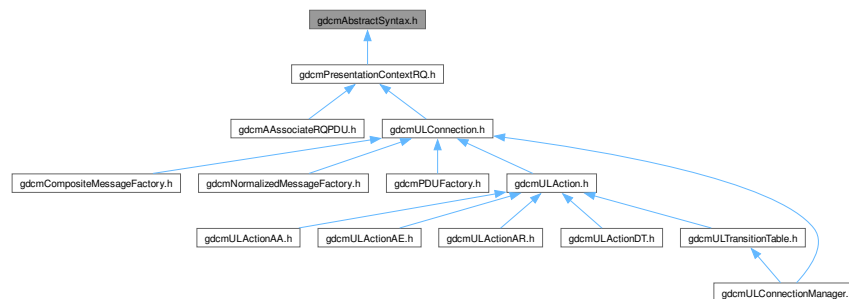 gdcmAbstractSyntax.h
gdcmPresentationContextRQ.h
gdcmAAssociateRQPDU.h
gdcmULConnection.h
gdcmCompositeMessageFactory.h
gdcmNormalizedMessageFactory.h
gdcmPDUFactory.h
gdcmULAction.h
gdcmULActionAA.h
gdcmULActionAE.h
gdcmULActionAR.h
gdcmULActionDT.h
gdcmULTransitionTable.h
gdcmULConnectionManager.